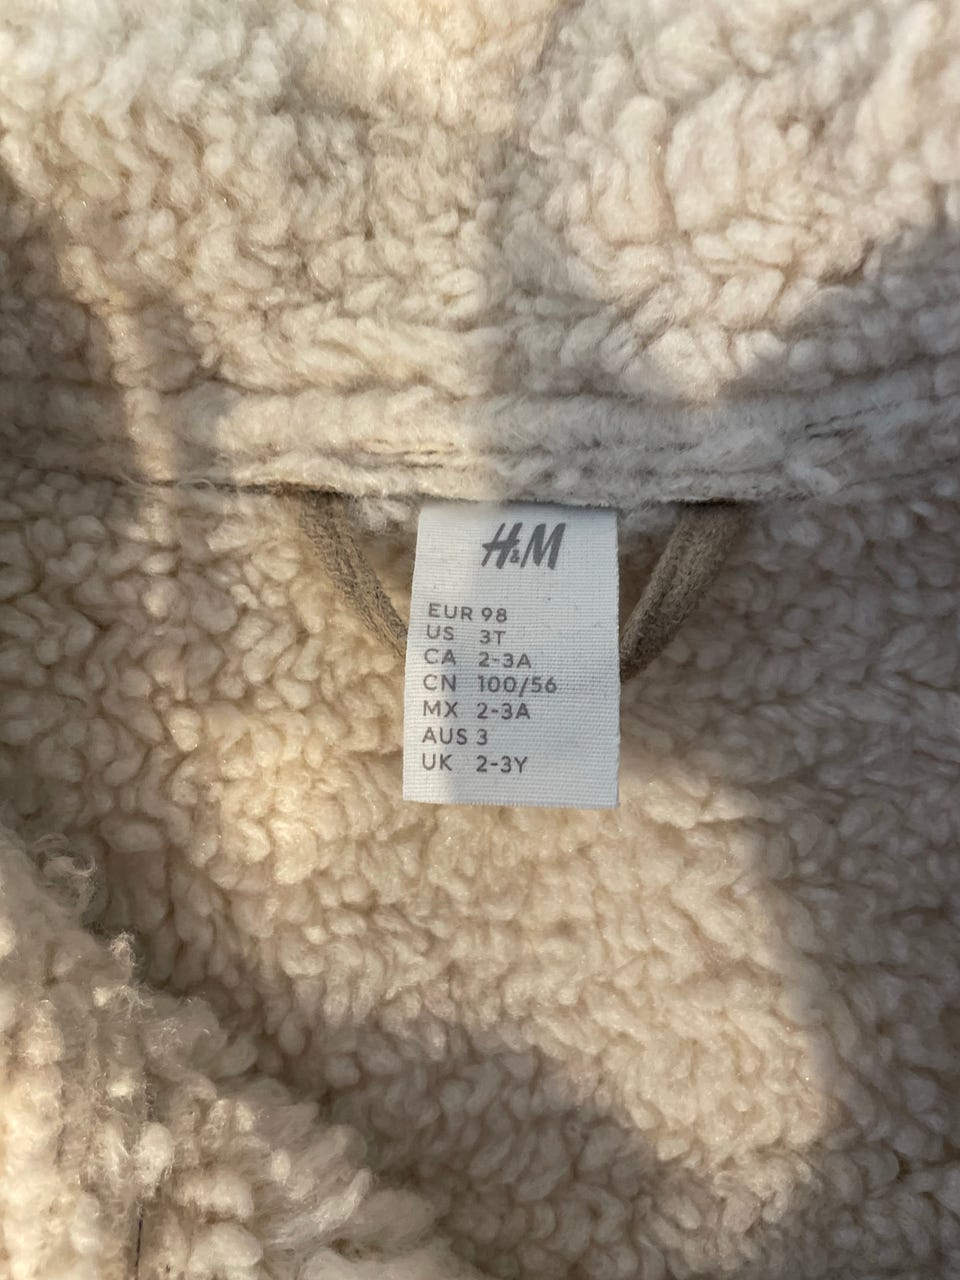 H&M
EUR 98
US 3T
CA 2-3A
CN 100/56
MX 2-3A
AUS 3
UK 2-3Y